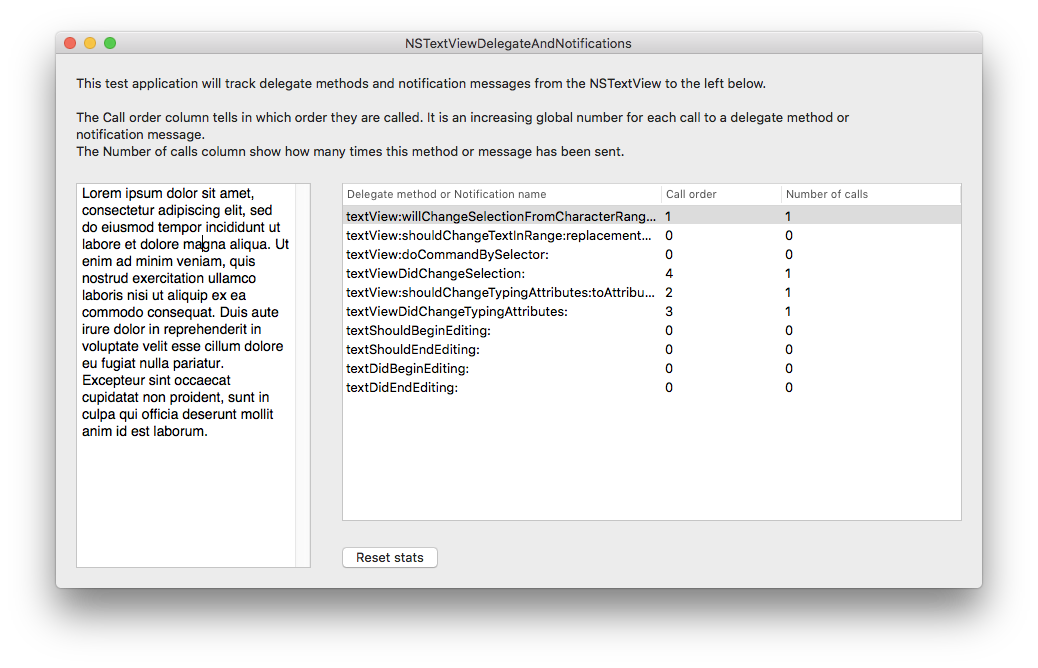 NSTextViewDelegateAndNotifications
This test application will track delegate methods and notification messages from the NSTextView to the left below.
The Call order column tells in which order they are called. It is an increasing global number for each call to a delegate method or
notification message.
The Number of calls column show how many times this method or message has been sent.
Lorem ipsum dolor sit amet,
consectetur adipiscing elit, sed
do eiusmod tempor incididunt ut
labore et dolore magna aliqua. Ut
enim ad minim veniam, quis
nostrud exercitation ullamco
laboris nisi ut aliquip ex ea
commodo consequat. Duis aute
irure dolor in reprehenderit in
voluptate velit esse cillum dolore
eu fugiat nulla pariatur.
Excepteur sint occaecat
cupidatat non proident, sunt in
culpa qui officia deserunt mollit
anim id est laborum.
Delegate method or Notification name Call order Number of calls
textView:willChangeSelectionFromCharacterRang... 1 1
textView:shouldChangeTextInRange:replacement... 0 0
textView:doCommandBySelector: 0 0
textViewDidChangeSelection: 4 1
textView:shouldChangeTypingAttributes:toAttribu... 2 1
textViewDidChangeTypingAttributes: 3 1
textShouldBeginEditing: 0 0
textShouldEndEditing: 0 0
textDidBeginEditing: 0 0
textDidEndEditing: 0 0
Reset stats